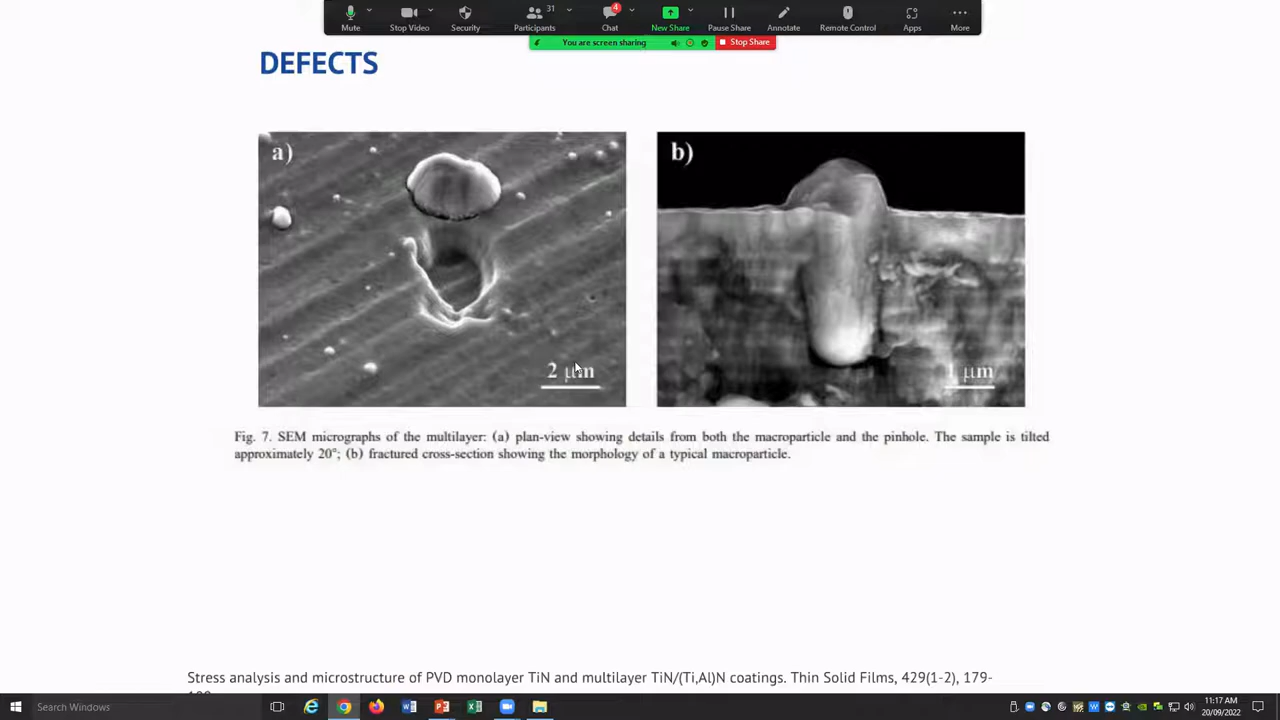 31
4
Mute
Stop Video
Security
Participants
Chat
New Share
Pause Share
Annotate
Remote Control
Apps
More
You are screen sharing
Stop Share
DEFECTS
a)
b)
2 μm
1 μm
Fig. 7. SEM micrographs of the multilayer: (a) plan-view showing details from both the macroparticle and the pinhole. The sample is tilted
approximately 20°; (b) fractured cross-section showing the morphology of a typical macroparticle.
Stress analysis and microstructure of PVD monolayer TiN and multilayer TiN/(Ti,Al)N coatings. Thin Solid Films, 429(1-2), 179-
Search Windows
11:17 AM
20/09/2022